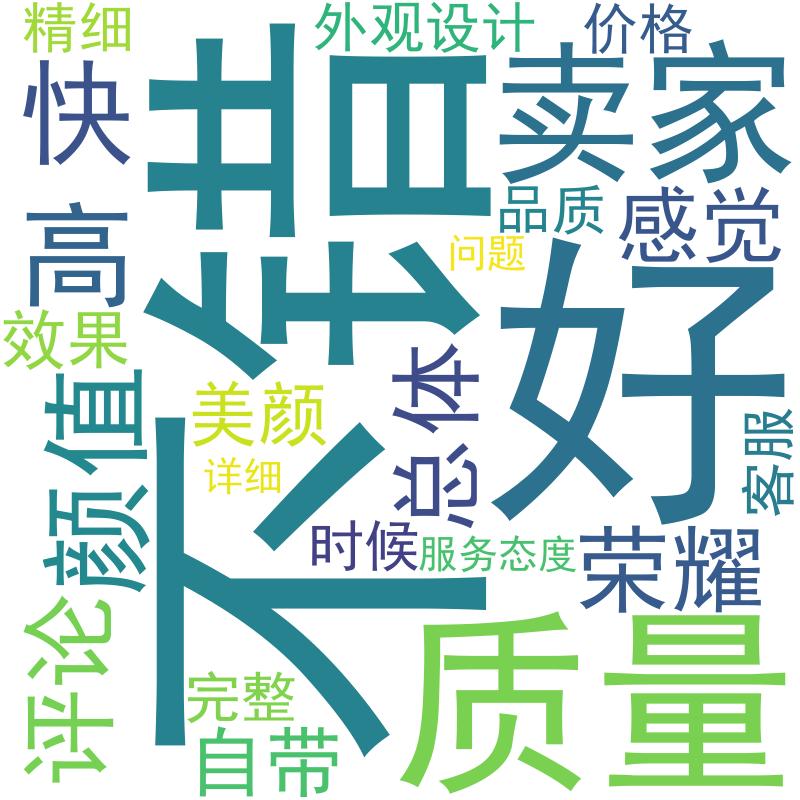 精细
外观设计
价格
快
不错
卖家
高
品质
感觉
问题
好
效果
颜值
美颜
总体
详细
客服
时候
服务态度
荣耀
评论
质量
完整
自带